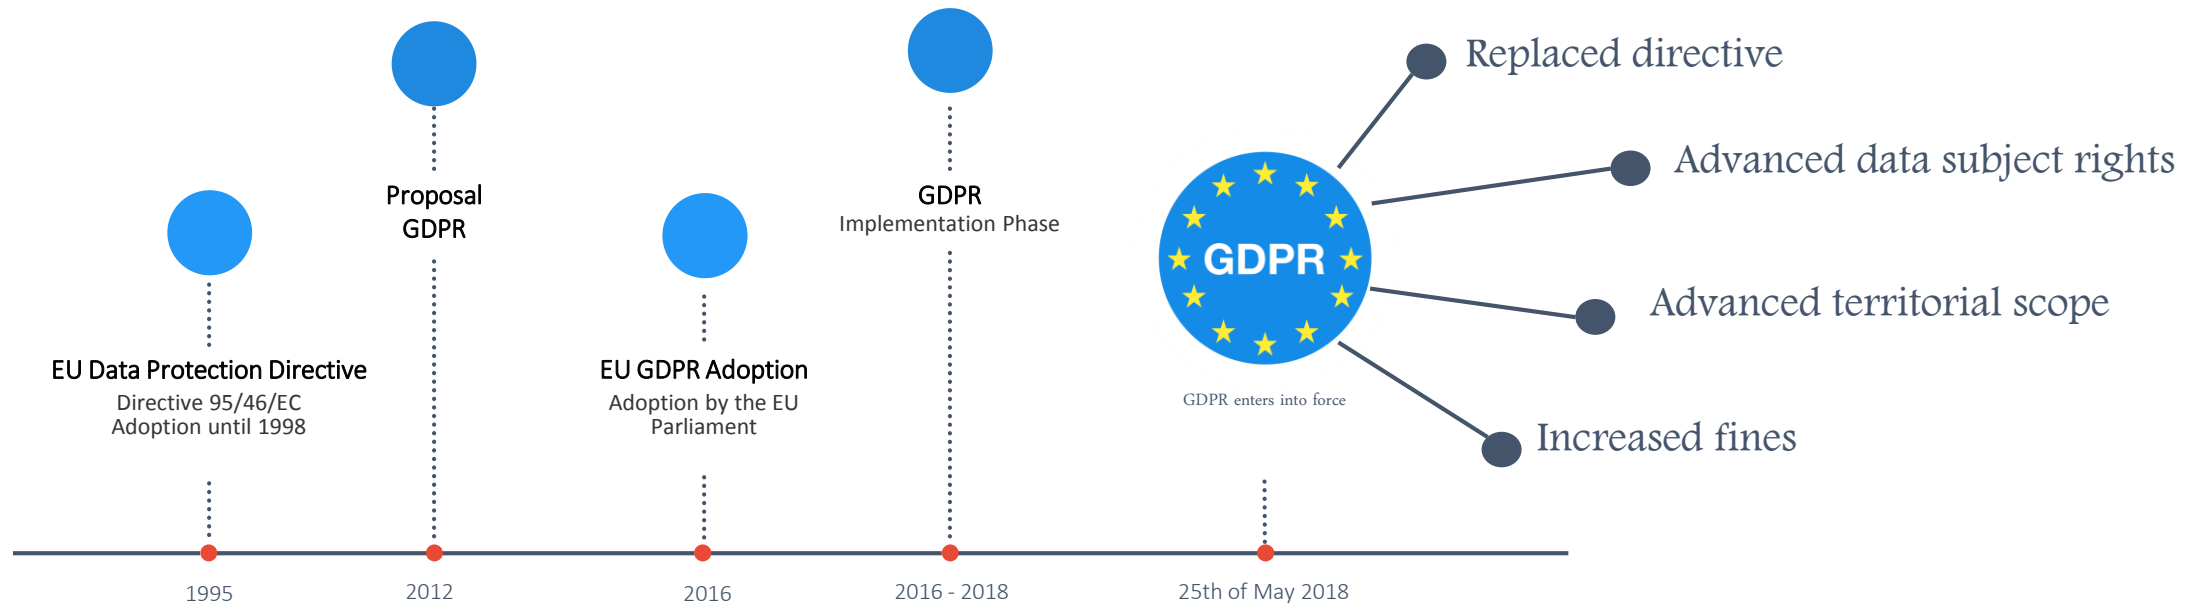 EU Data Protection Directive
Directive 95/46/EC
Adoption until 1998
1995
Proposal
GDPR
2012
EU GDPR Adoption
Adoption by the EU
Parliament
2016
GDPR
Implementation Phase
2016 - 2018
GDPR
GDPR enters into force
25th of May 2018
Replaced directive
Advanced data subject rights
Advanced territorial scope
Increased fines